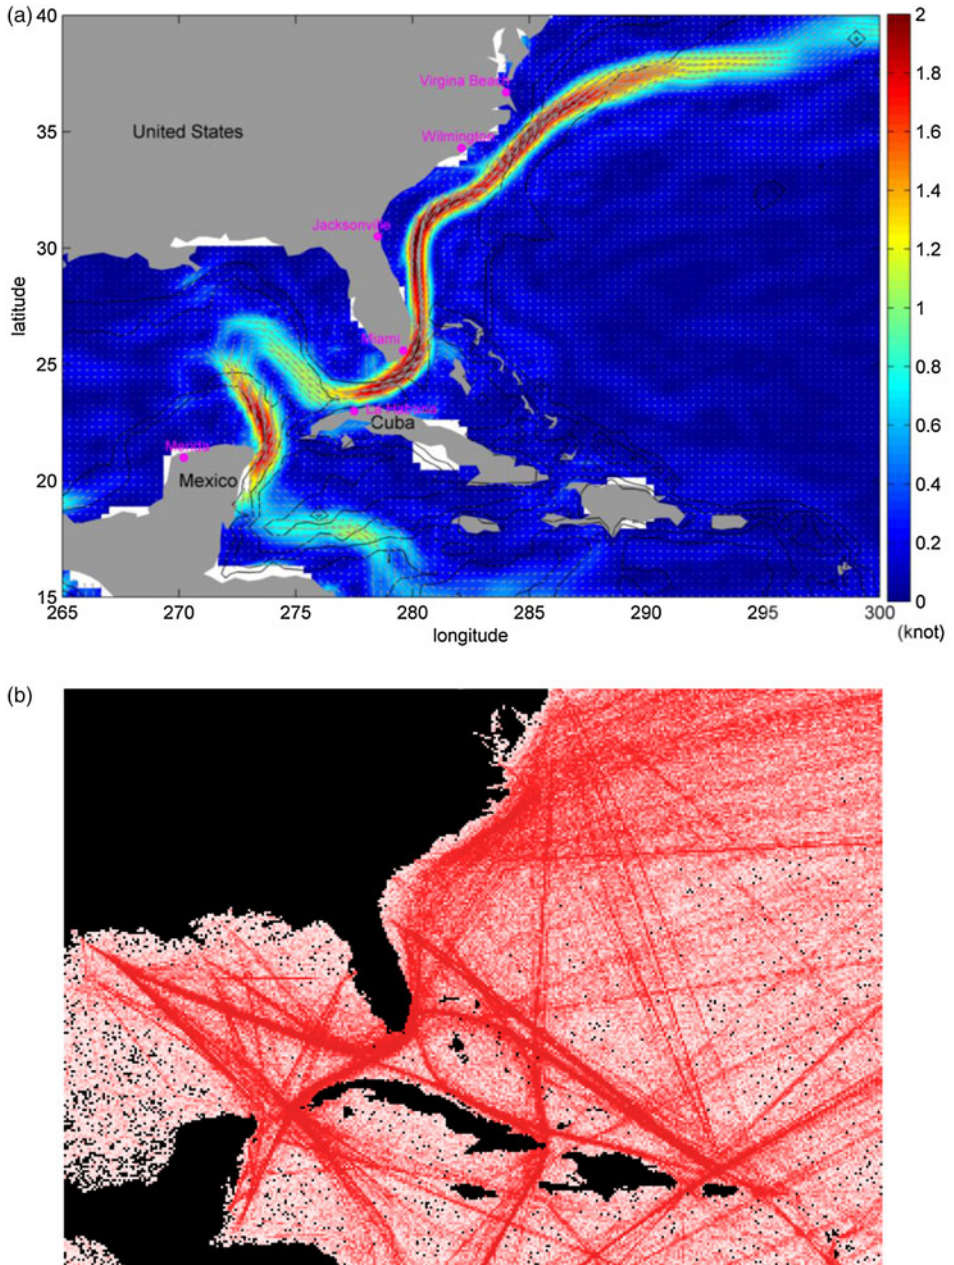 (a)
40
35
30
25
20
15
latitude
265
270
275
280
285
290
295
300
longitude
United States
Virgina Beach
Wilmington
Jacksonville
Miami
La Habana
Cuba
Merida
Mexico
2
1.8
1.6
1.4
1.2
1
0.8
0.6
0.4
0.2
0
(knot)
(b)